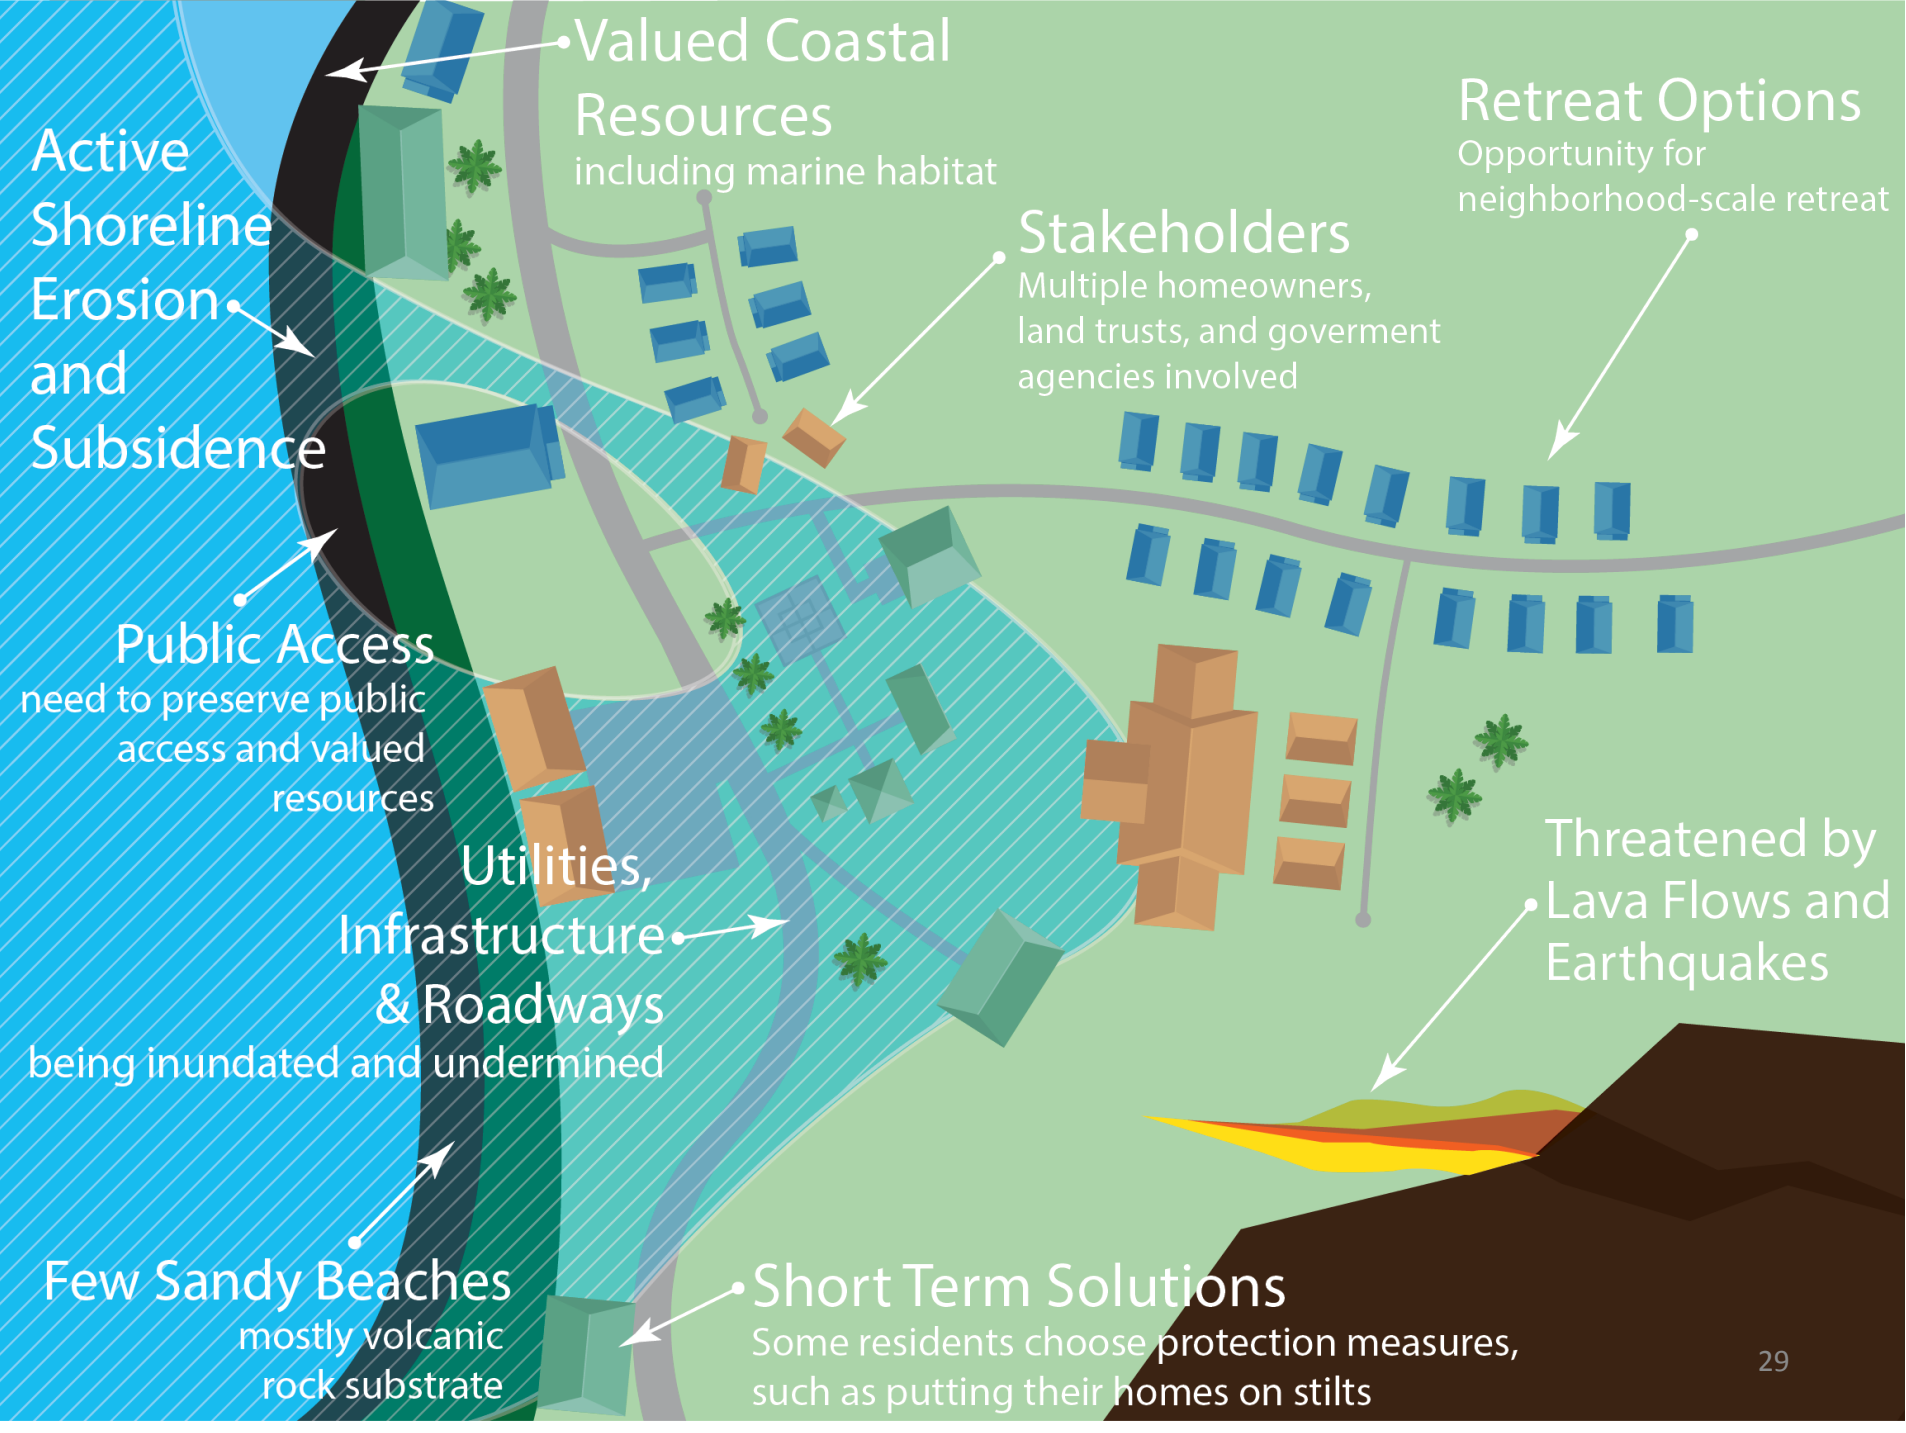 Valued Coastal
Resources
including marine habitat
Retreat Options
Opportunity for
neighborhood-scale retreat
Active
Shoreline
Erosion
and
Subsidence
Stakeholders
Multiple homeowners,
land trusts, and goverment
agencies involved
Public Access
need to preserve public
access and valued
resources
Utilities,
Infrastructure
& Roadways
being inundated and undermined
Threatened by
Lava Flows and
Earthquakes
Few Sandy Beaches
mostly volcanic
rock substrate
Short Term Solutions
Some residents choose protection measures,
such as putting their homes on stilts
29